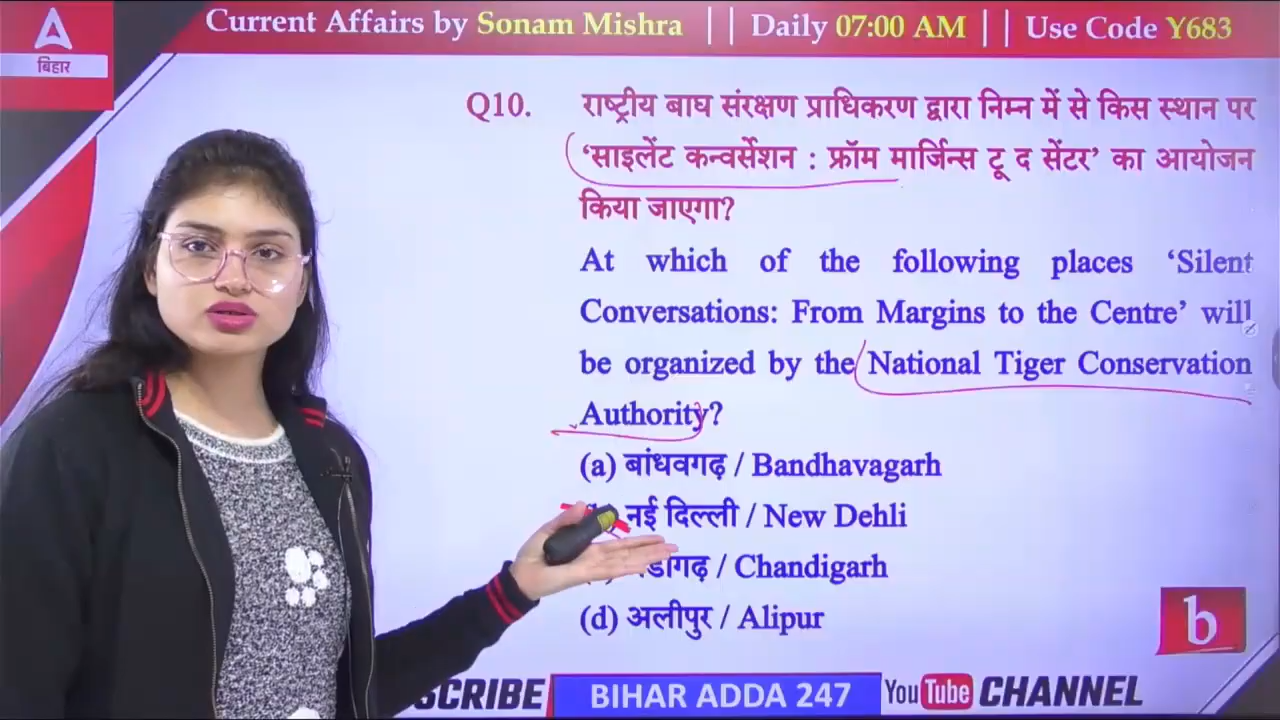 Current Affairs by Sonam Mishra || Daily 07:00 AM || Use Code Y683
बिहार
Q10. राष्ट्रीय बाघ संरक्षण प्राधिकरण द्वारा निम्न में से किस स्थान पर
‘साइलेंट कन्वर्सेशन : फ्रॉम मार्जिन्स टू द सेंटर’ का आयोजन
किया जाएगा?
At which of the following places ‘Silent
Conversations: From Margins to the Centre’ will
be organized by the National Tiger Conservation
Authority?
(a) बांधवगढ़ / Bandhavagarh
नई दिल्ली / New Dehli
/ Chandigarh
(d) अलीपुर / Alipur
b
BIHAR ADDA 247 YouTube CHANNEL